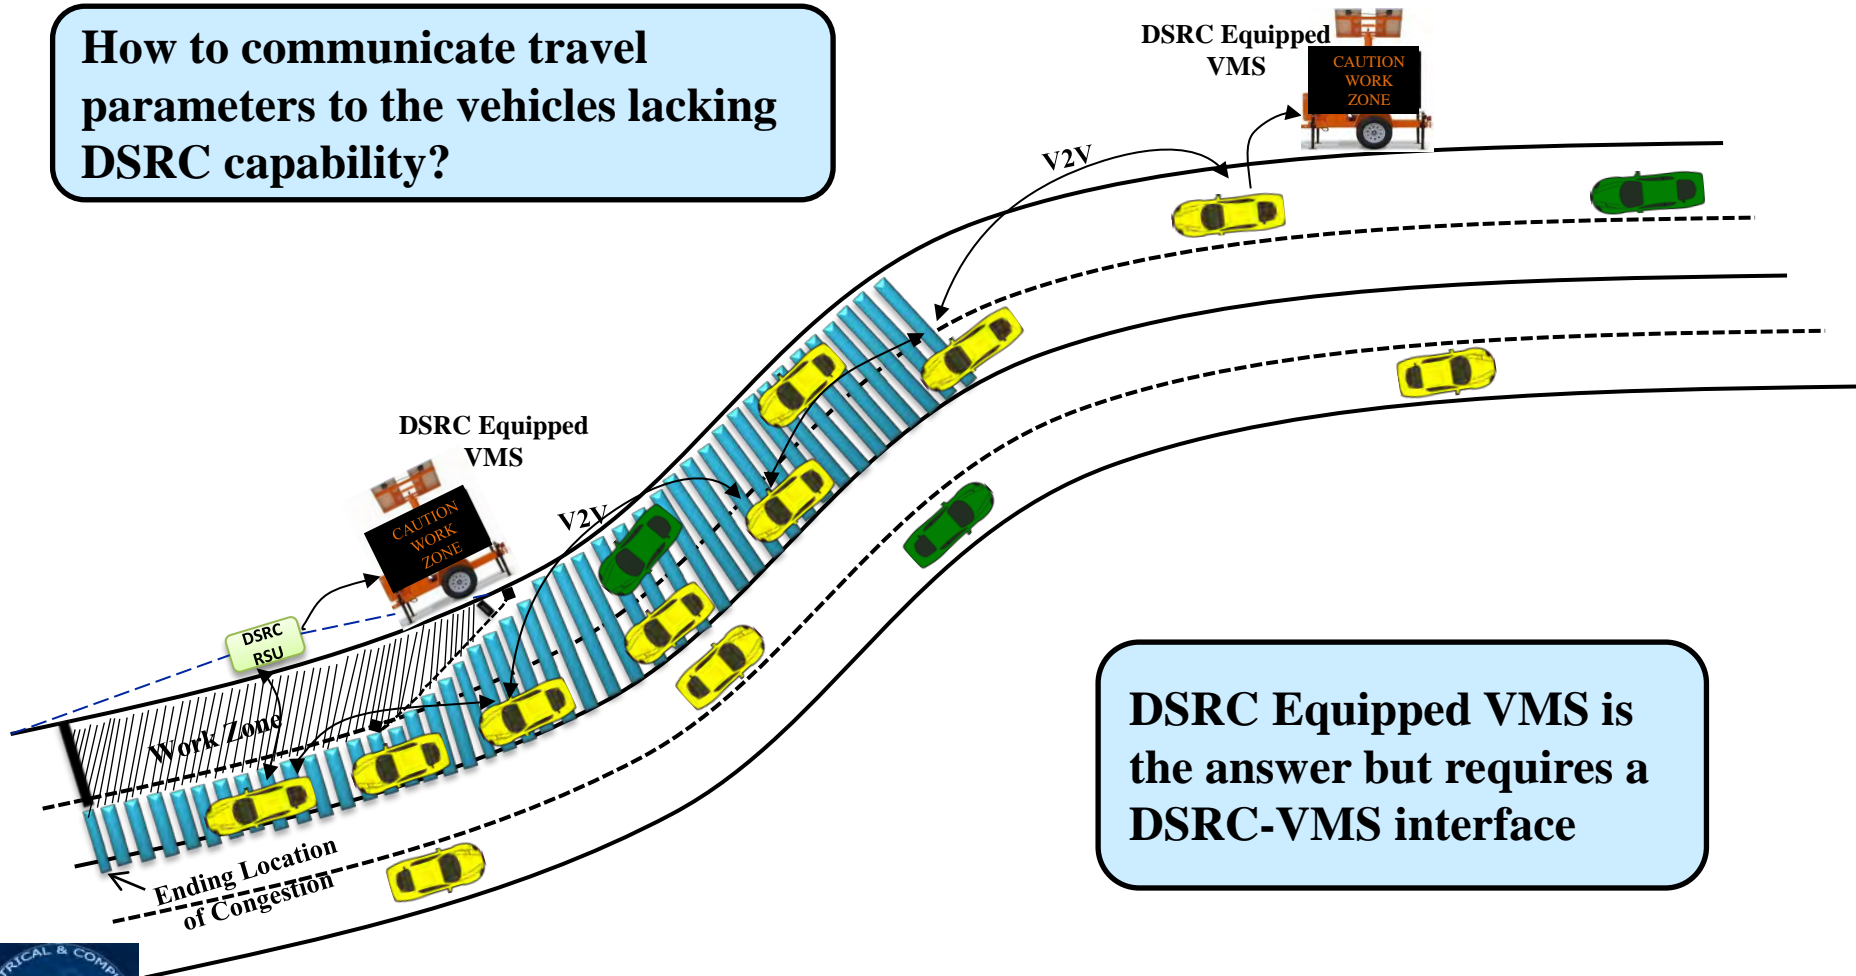 How to communicate travel
parameters to the vehicles lacking
DSRC capability?
DSRC Equipped
VMS
CAUTION
WORK
ZONE
V2V
DSRC Equipped
VMS
CAUTION
WORK
ZONE
V2V
DSRC
RSU
Work Zone
Ending Location
of Congestion
DSRC Equipped VMS is
the answer but requires a
DSRC-VMS interface